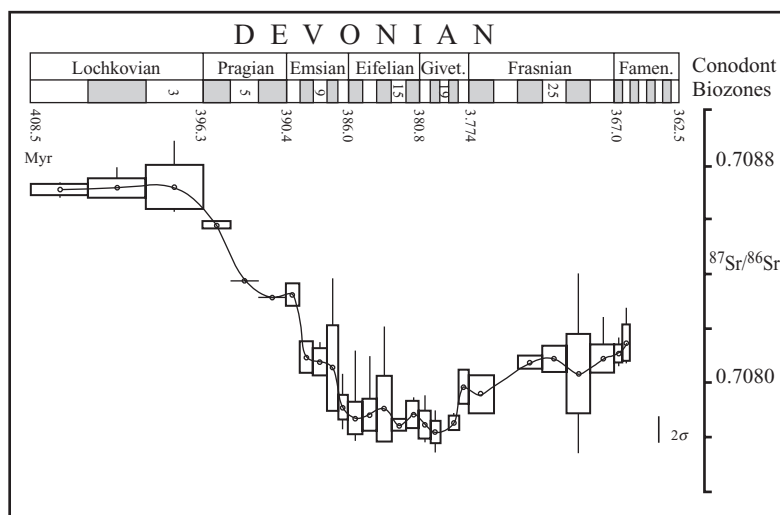 DEVONIAN
Lochkovian Pragian Emsian Eifelian Givet. Frasnian Famen. Conodont
3 5 9 15 19 25 Biozones
408.5 396.3 390.4 386.0 380.8 3.774 367.0 362.5
Myr
0.7088
87Sr/86Sr
0.7080
2σ